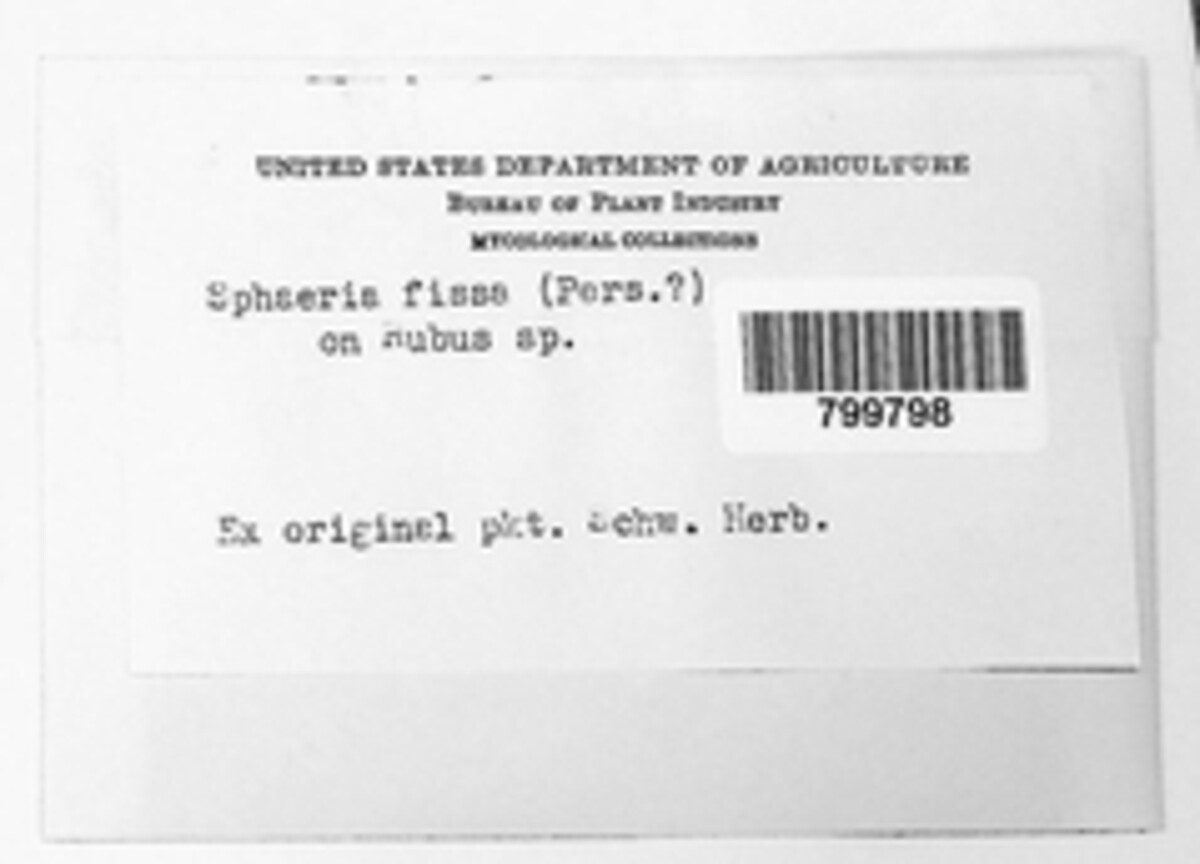 UNITED STATES DEPARTMENT OF AGRICULTURE
BUREAU OF PLANT INDUSTRY
MYCOLOGICAL COLLECTIONS
Sphaeria fissa (Pers.?)
on Rubus sp.
799798
Ex original pkt. Schw. Herb.